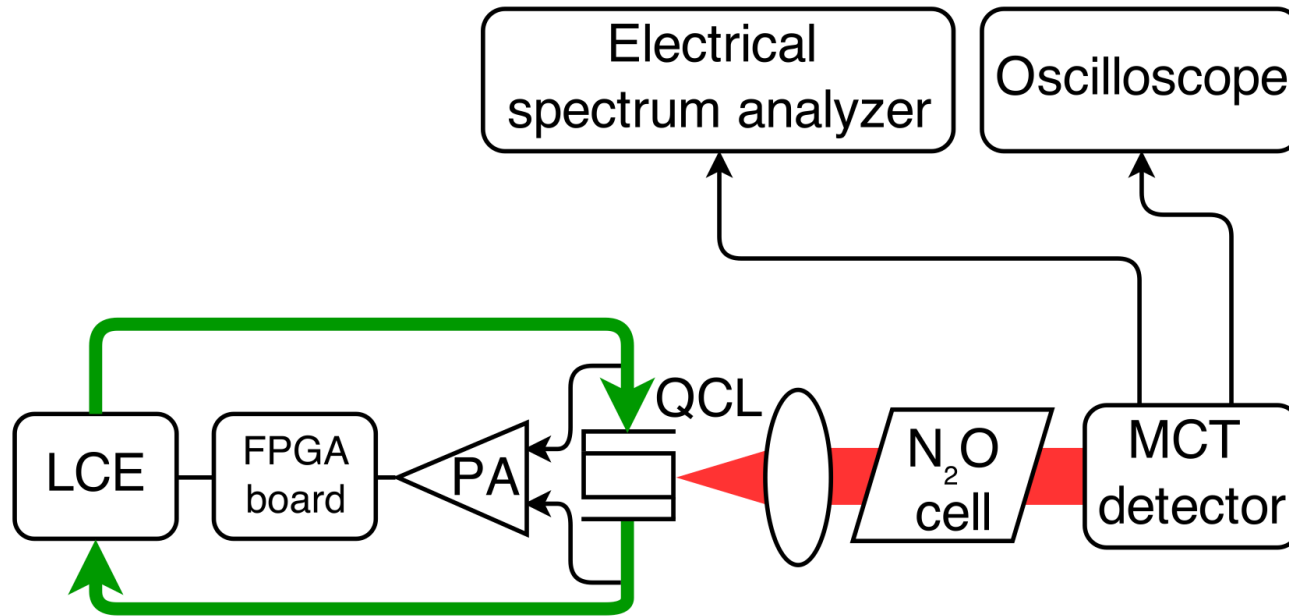 Electrical
spectrum analyzer
Oscilloscope
QCL
LCE
FPGA
board
PA
N₂O
cell
MCT
detector